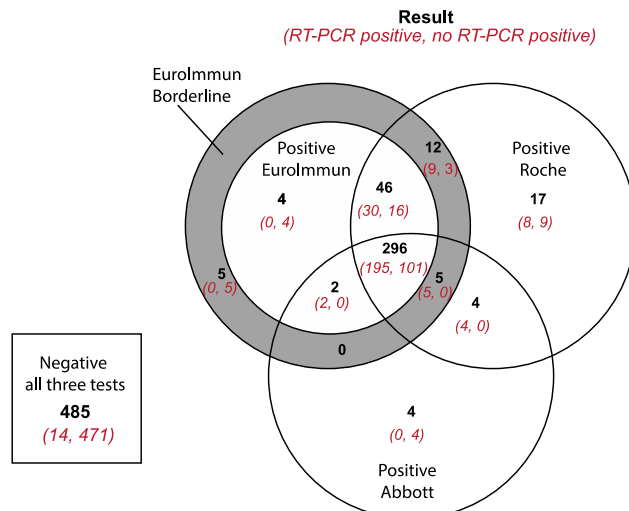 Result
(RT-PCR positive, no RT-PCR positive)
EuroImmun
Borderline
Positive
EuroImmun
4
(0, 4)
46
(30, 16)
12
(9, 3)
Positive
Roche
17
(8, 9)
296
(195, 101)
2
(2, 0)
5
(5, 0)
4
(4, 0)
5
(0, 5)
0
Negative
all three tests
485
(14, 471)
4
(0, 4)
Positive
Abbott